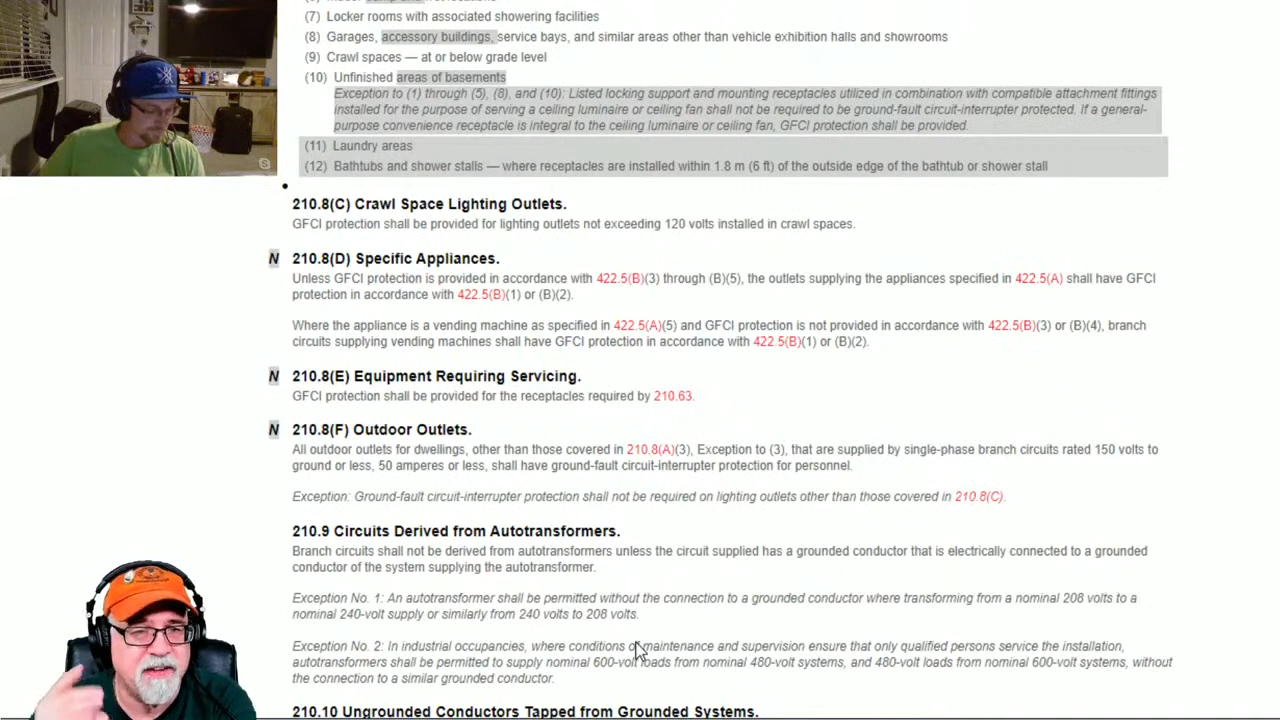 (7) Locker rooms with associated showering facilities
(8) Garages, accessory buildings, service bays, and similar areas other than vehicle exhibition halls and showrooms
(9) Crawl spaces — at or below grade level
(10) Unfinished areas of basements
Exception to (1) through (5), (8), and (10): Listed locking support and mounting receptacles utilized in combination with compatible attachment fittings
installed for the purpose of serving a ceiling luminaire or ceiling fan shall not be required to be ground-fault circuit-interrupter protected. If a general-
purpose convenience receptacle is integral to the ceiling luminaire or ceiling fan, GFCI protection shall be provided.
(11) Laundry areas
(12) Bathtubs and shower stalls — where receptacles are installed within 1.8 m (6 ft) of the outside edge of the bathtub or shower stall
210.8(C) Crawl Space Lighting Outlets.
GFCI protection shall be provided for lighting outlets not exceeding 120 volts installed in crawl spaces.
N 210.8(D) Specific Appliances.
Unless GFCI protection is provided in accordance with 422.5(B)(3) through (B)(5), the outlets supplying the appliances specified in 422.5(A) shall have GFCI
protection in accordance with 422.5(B)(1) or (B)(2).
Where the appliance is a vending machine as specified in 422.5(A)(5) and GFCI protection is not provided in accordance with 422.5(B)(3) or (B)(4), branch
circuits supplying vending machines shall have GFCI protection in accordance with 422.5(B)(1) or (B)(2).
N 210.8(E) Equipment Requiring Servicing.
GFCI protection shall be provided for the receptacles required by 210.63.
N 210.8(F) Outdoor Outlets.
All outdoor outlets for dwellings, other than those covered in 210.8(A)(3), Exception to (3), that are supplied by single-phase branch circuits rated 150 volts to
ground or less, 50 amperes or less, shall have ground-fault circuit-interrupter protection for personnel.
Exception: Ground-fault circuit-interrupter protection shall not be required on lighting outlets other than those covered in 210.8(C).
210.9 Circuits Derived from Autotransformers.
Branch circuits shall not be derived from autotransformers unless the circuit supplied has a grounded conductor that is electrically connected to a grounded
conductor of the system supplying the autotransformer.
Exception No. 1: An autotransformer shall be permitted without the connection to a grounded conductor where transforming from a nominal 208 volts to a
nominal 240-volt supply or similarly from 240 volts to 208 volts.
Exception No. 2: In industrial occupancies, where conditions of maintenance and supervision ensure that only qualified persons service the installation,
autotransformers shall be permitted to supply nominal 600-volt loads from nominal 480-volt systems, and 480-volt loads from nominal 600-volt systems, without
the connection to a similar grounded conductor.
210.10 Ungrounded Conductors Tapped from Grounded Systems.